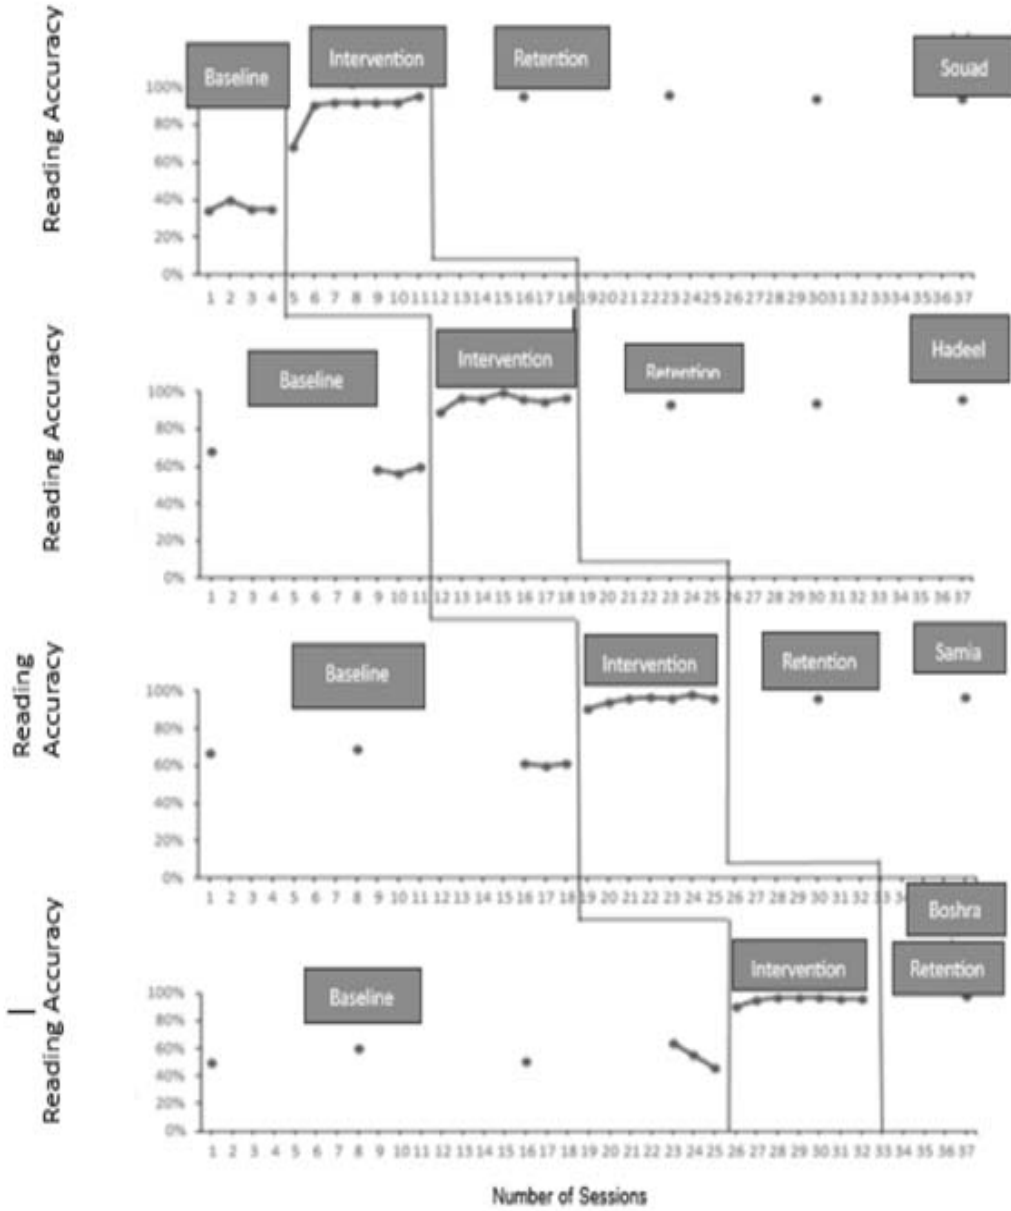 Reading Accuracy
Baseline
Intervention
Retention
Souad
100%
80%
60%
40%
20%
0%
1 2 3 4 5 6 7 8 9 10 11 12 13 14 15 16 17 18 19 20 21 22 23 24 25 26 27 28 29 30 31 32 33 34 35 36 37
Reading Accuracy
Baseline
Intervention
Retention
Hadeel
100%
80%
60%
40%
20%
0%
1 2 3 4 5 6 7 8 9 10 11 12 13 14 15 16 17 18 19 20 21 22 23 24 25 26 27 28 29 30 31 32 33 34 35 36 37
Reading
Accuracy
Baseline
Intervention
Retention
Samia
100%
80%
60%
40%
20%
0%
1 2 3 4 5 6 7 8 9 10 11 12 13 14 15 16 17 18 19 20 21 22 23 24 25 26 27 28 29 30 31 32 33
Boshra
Reading Accuracy
Baseline
Intervention
Retention
100%
80%
60%
40%
20%
0%
1 2 3 4 5 6 7 8 9 10 11 12 13 14 15 16 17 18 19 20 21 22 23 24 25 26 27 28 29 30 31 32 33 34 35 36 37
Number of Sessions